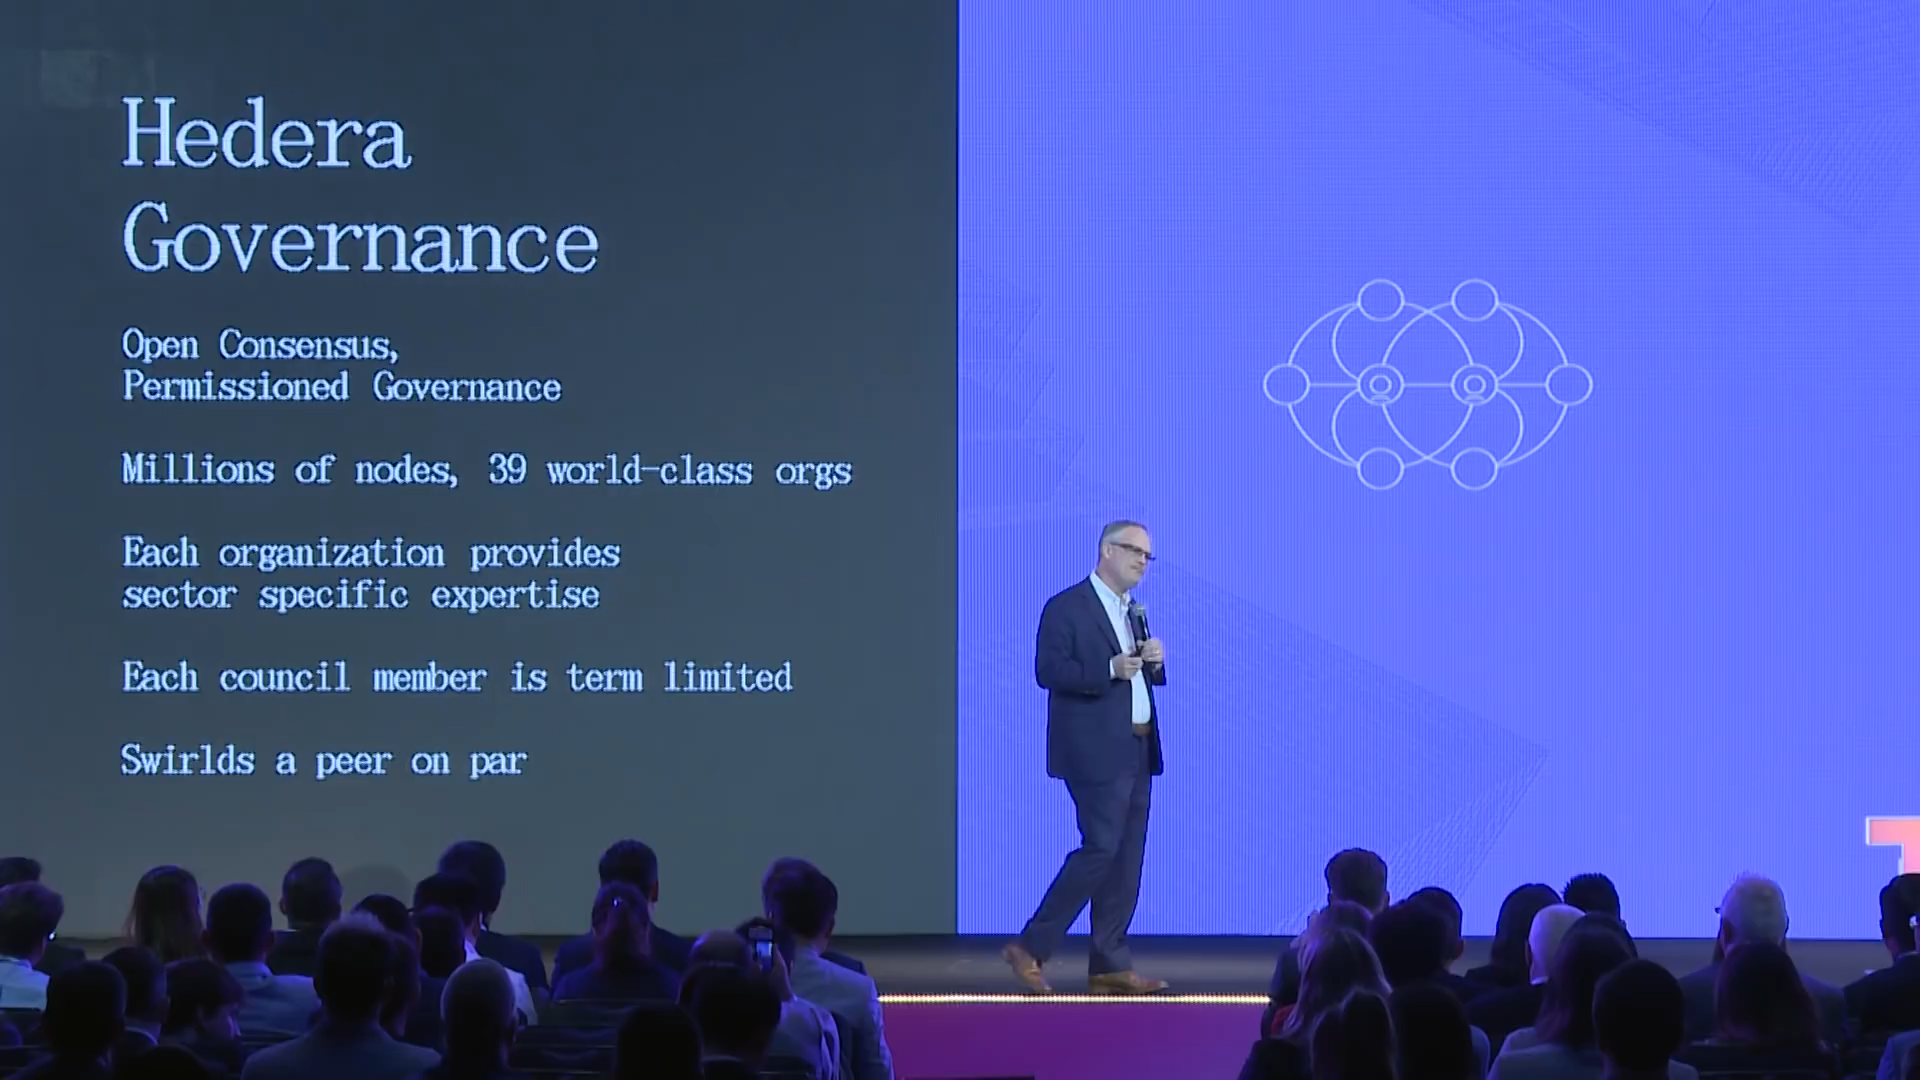 Hedera
Governance
Open Consensus,
Permissioned Governance
Millions of nodes, 39 world-class orgs
Each organization provides
sector specific expertise
Each council member is term limited
Swirlds a peer on par